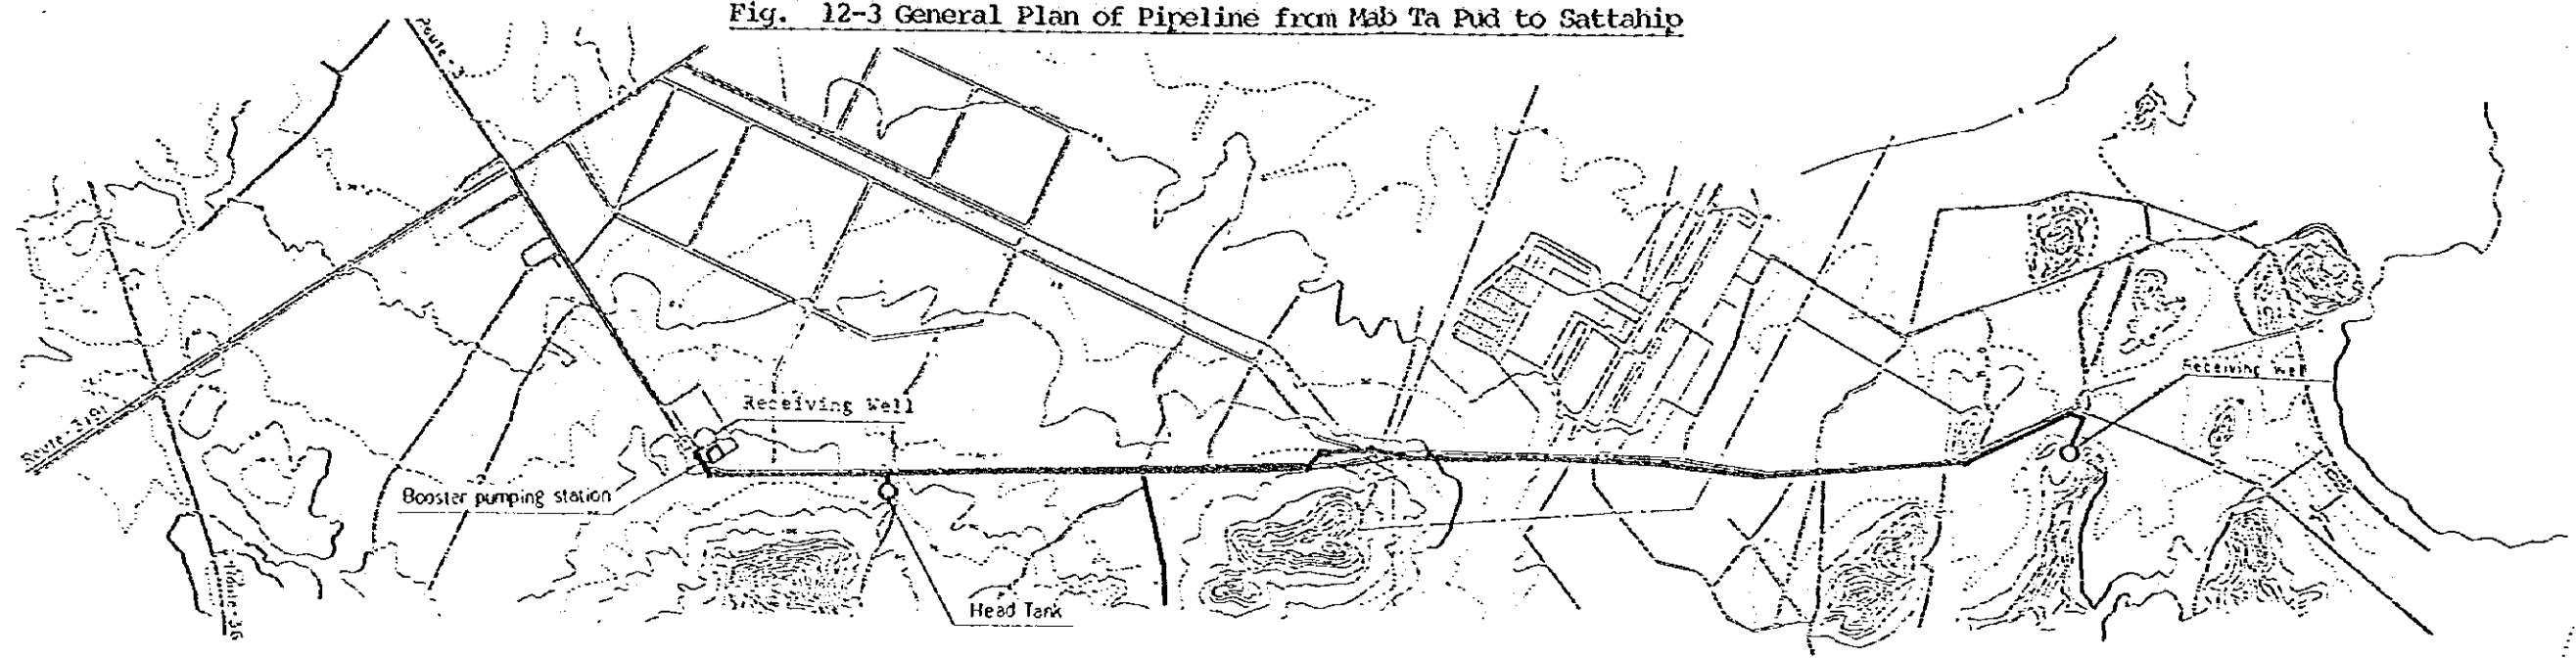 Fig. 12-3 General Plan of Pipeline from Mab Ta Pud to Sattahip
Route-3
Route-3191
Receiving Well
Receiving Well
Booster pumping station
Head Tank
Route-36